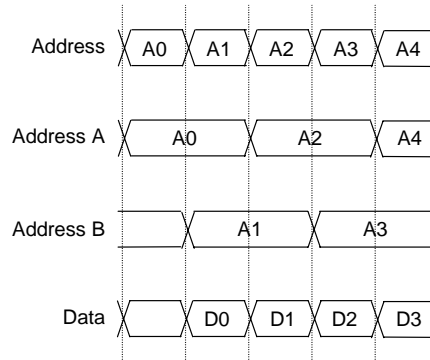 Address A0 A1 A2 A3 A4
Address A A0 A2 A4
Address B A1 A3
Data D0 D1 D2 D3